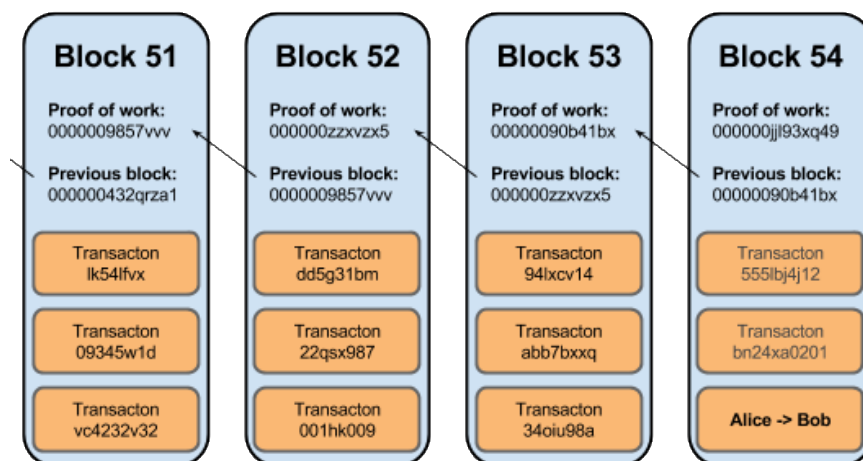 Block 51
Proof of work:
0000009857vvv
Previous block:
000000432qrza1
Transacton
lk54lfvx
Transacton
09345w1d
Transacton
vc4232v32
Block 52
Proof of work:
000000zzxvzx5
Previous block:
0000009857vvv
Transacton
dd5g31bm
Transacton
22qsx987
Transacton
001hk009
Block 53
Proof of work:
00000090b41bx
Previous block:
000000zzxvzx5
Transacton
94lxcv14
Transacton
abb7bxxq
Transacton
34oiu98a
Block 54
Proof of work:
000000jjl93xq49
Previous block:
00000090b41bx
Transacton
555lbj4j12
Transacton
bn24xa0201
Alice -> Bob